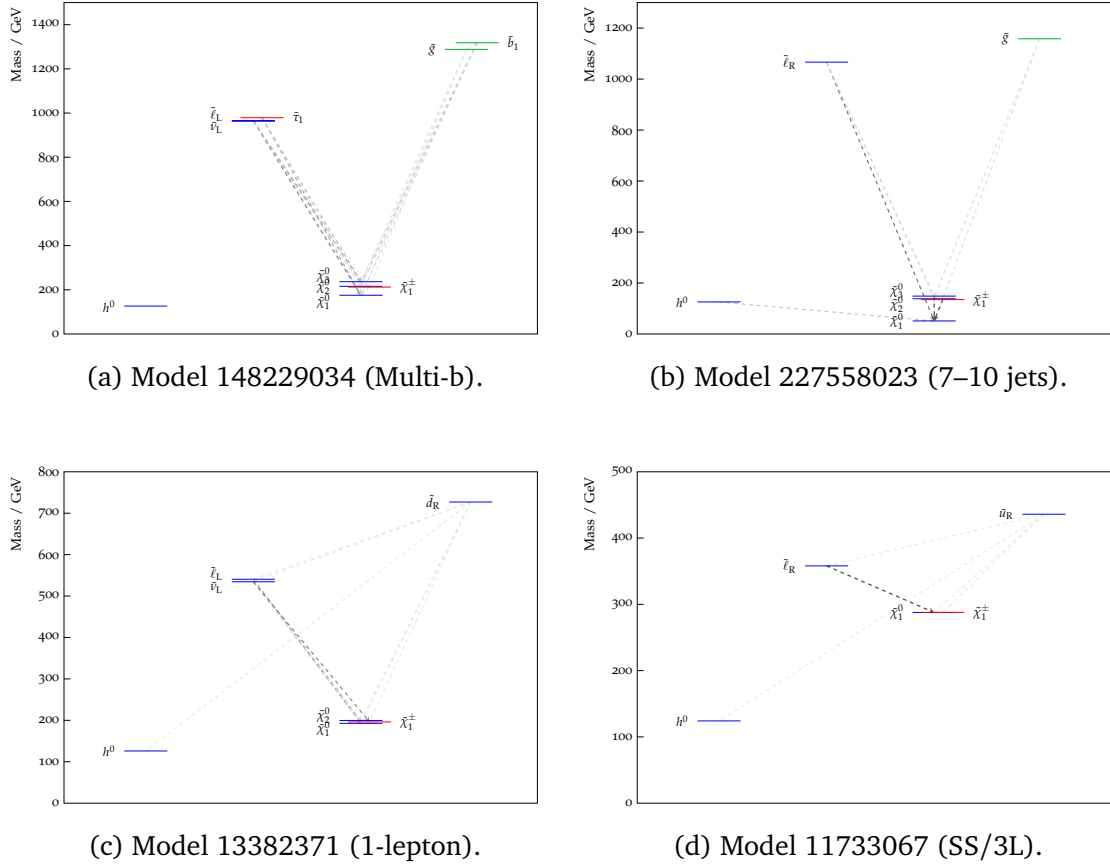 Mass / GeV
1400
1200
1000
800
600
400
200
0
b̃₁
g̃
ℓ̃L
ν̃L
τ̃₁
χ̃⁰₃
χ̃⁰₂
χ̃⁰₁
χ̃±₁
h⁰
(a) Model 148229034 (Multi-b).
Mass / GeV
1200
1000
800
600
400
200
0
g̃
ℓ̃R
χ̃⁰₃
χ̃⁰₂
χ̃⁰₁
χ̃±₁
h⁰
(b) Model 227558023 (7–10 jets).
Mass / GeV
800
700
600
500
400
300
200
100
0
d̃R
ℓ̃L
ν̃L
χ̃⁰₂
χ̃⁰₁
χ̃±₁
h⁰
(c) Model 13382371 (1-lepton).
Mass / GeV
500
400
300
200
100
0
ũR
ℓ̃R
χ̃⁰₁
χ̃±₁
h⁰
(d) Model 11733067 (SS/3L).